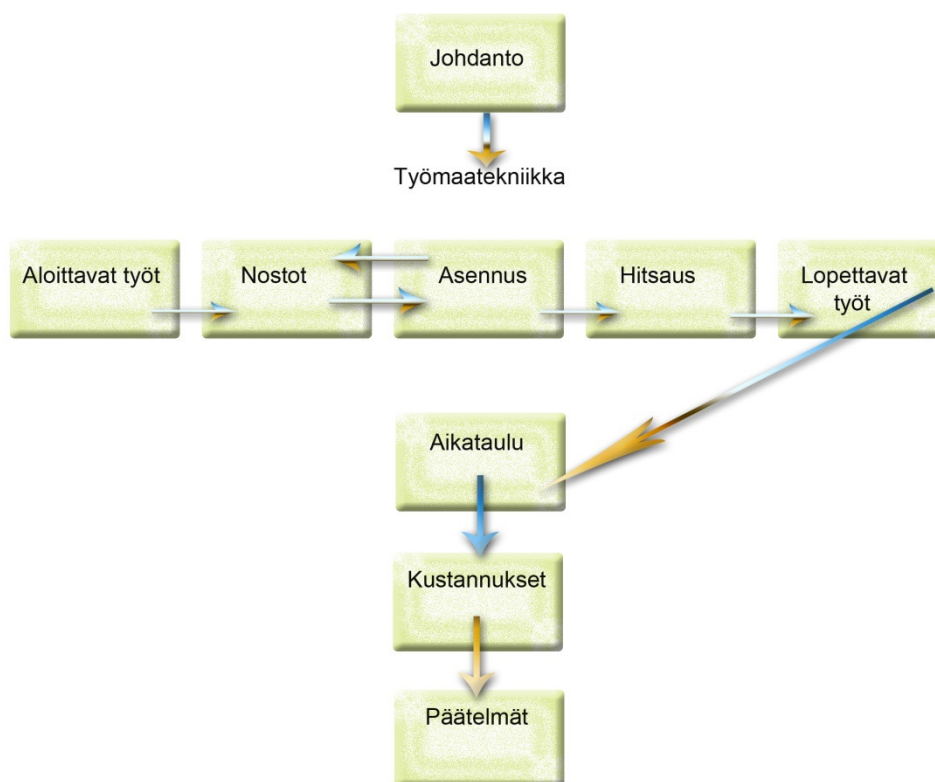 Johdanto
Työmaatekniikka
Aloittavat työt
Nostot
Asennus
Hitsaus
Lopettavat
työt
Aikataulu
Kustannukset
Päätelmät